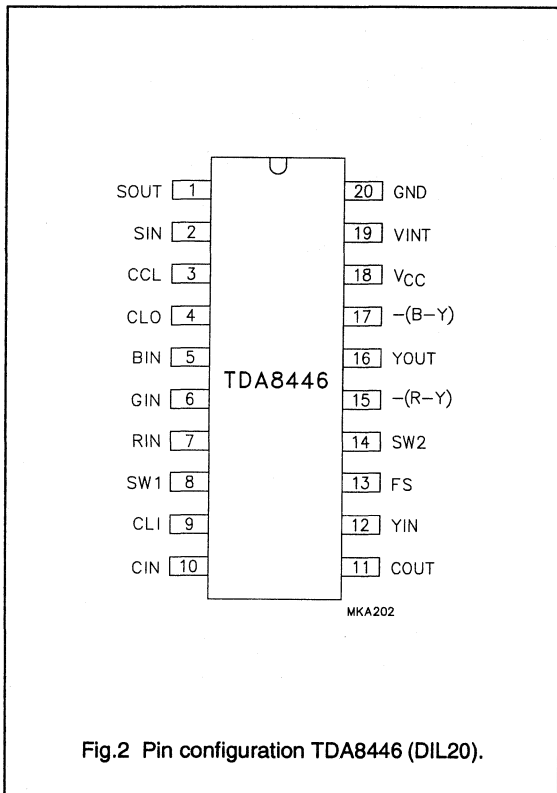 SOUT 1 20 GND
SIN 2 19 VINT
CCL 3 18 VCC
CLO 4 17 −(B−Y)
BIN 5 16 YOUT
TDA8446
GIN 6 15 −(R−Y)
RIN 7 14 SW2
SW1 8 13 FS
CLI 9 12 YIN
CIN 10 11 COUT
MKA202
Fig.2 Pin configuration TDA8446 (DIL20).